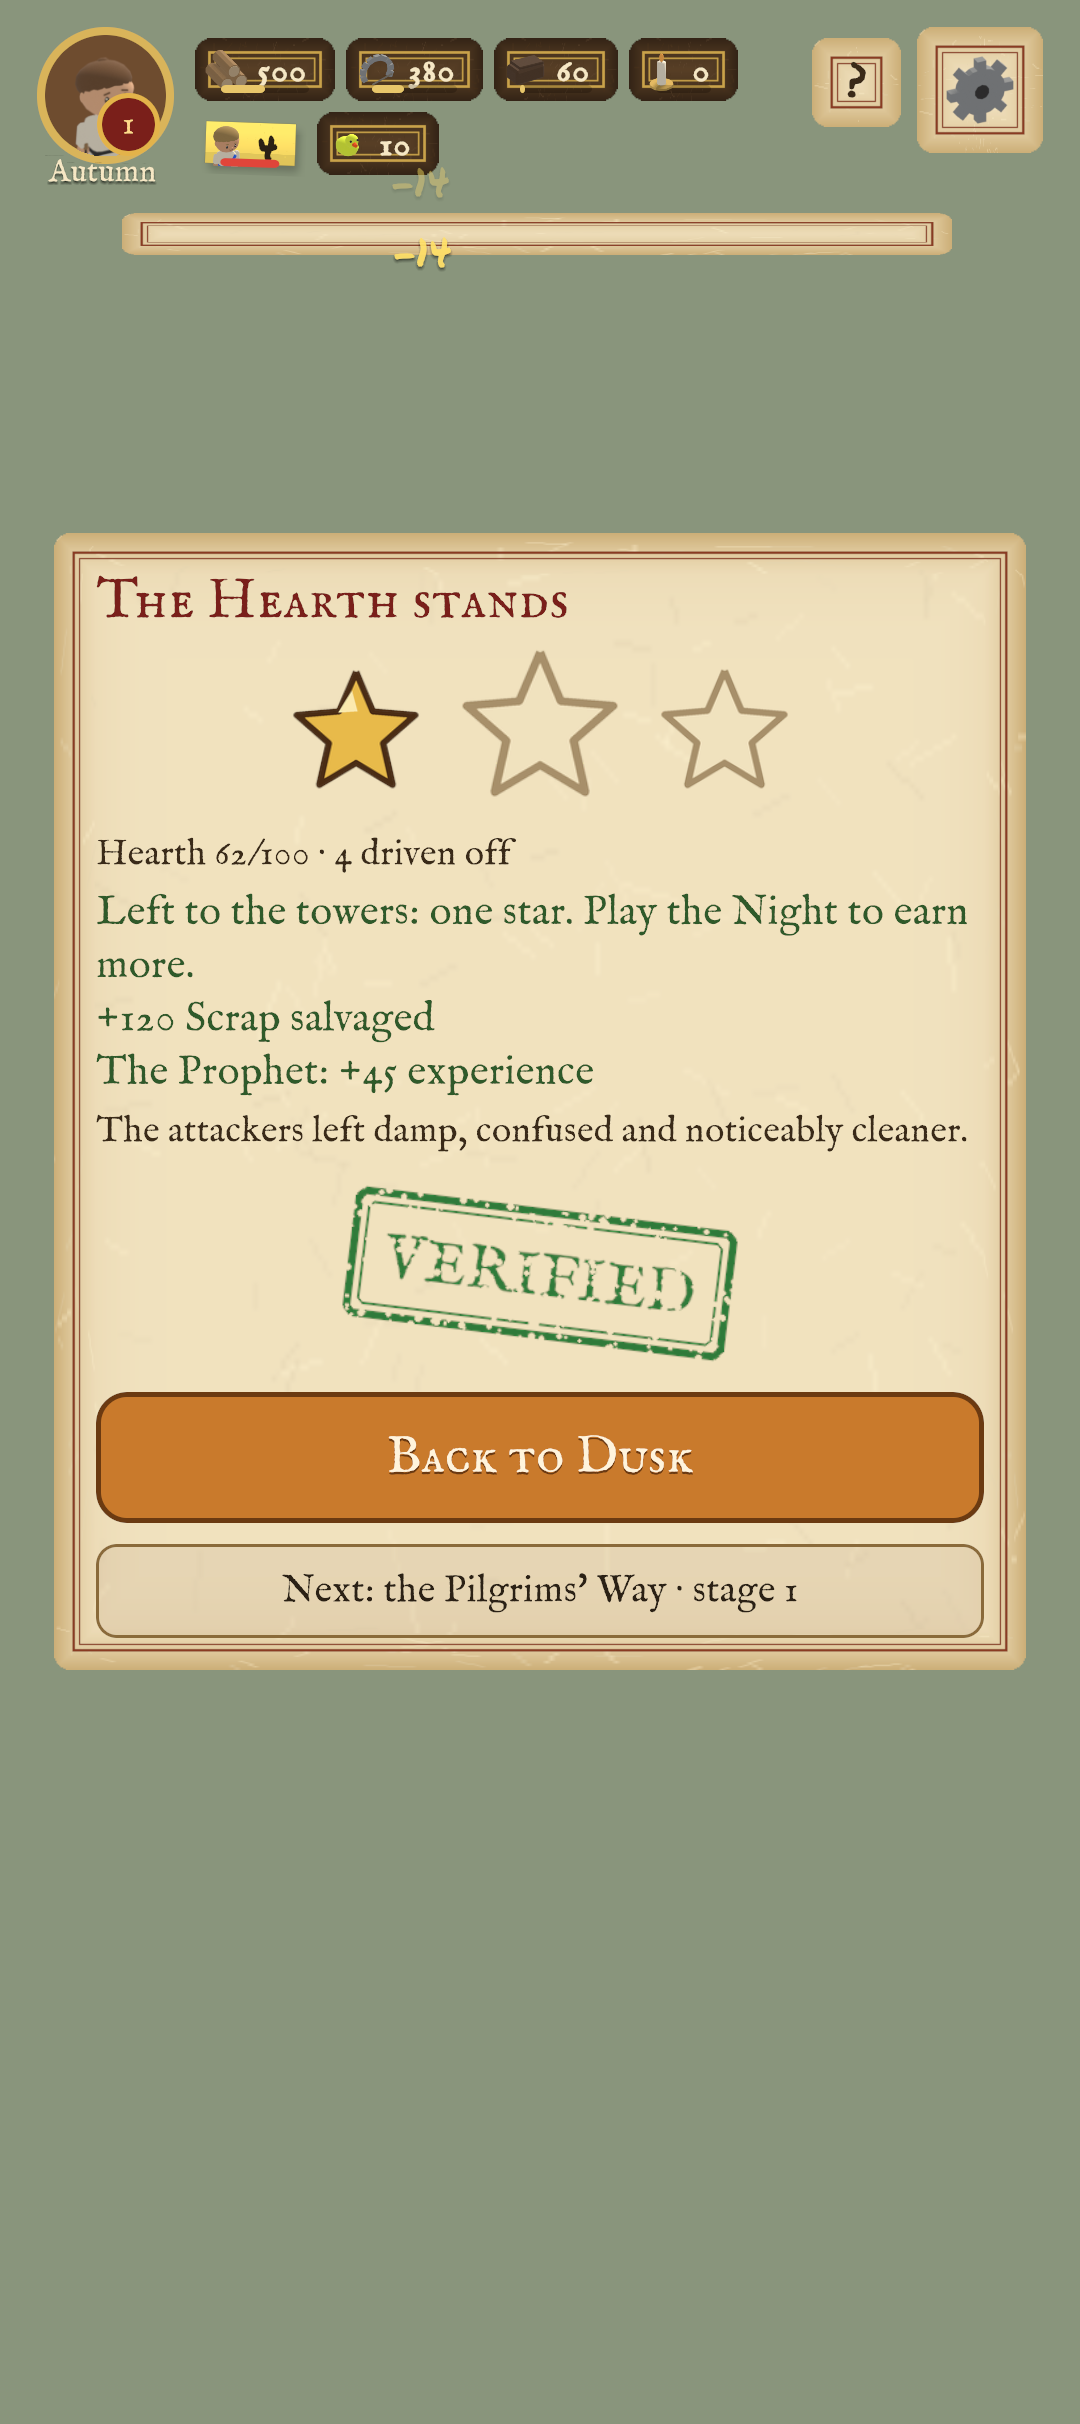 500
380
60
0
?
1
10
Autumn
-14
-14
The Hearth stands
Hearth 62/100 · 4 driven off
Left to the towers: one star. Play the Night to earn
more.
+120 Scrap salvaged
The Prophet: +45 experience
The attackers left damp, confused and noticeably cleaner.
VERIFIED
Back to Dusk
Next: the Pilgrims’ Way · stage 1